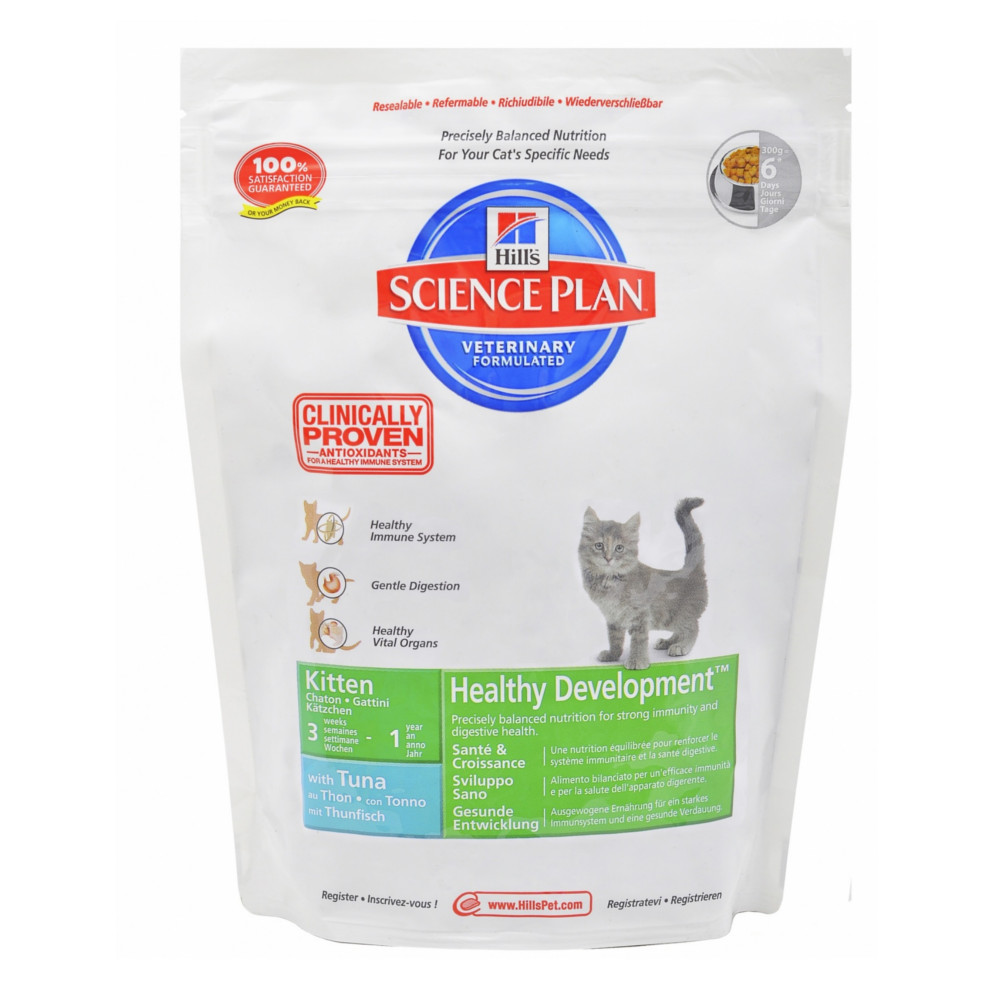 Resealable • Refermable • Richiudibile • Wiederverschließbar
Precisely Balanced Nutrition
For Your Cat's Specific Needs
100%
SATISFACTION
GUARANTEED
OR YOUR MONEY BACK
300g =
6*
Days
Jours
Giorni
Tage
Hill's
SCIENCE PLAN™
VETERINARY
FORMULATED
CLINICALLY
PROVEN
ANTIOXIDANTS
FOR A HEALTHY IMMUNE SYSTEM
Healthy
Immune System
Gentle Digestion
Healthy
Vital Organs
Kitten
Chaton • Gattini
Kätzchen
3 weeks semaines settimane Wochen - 1 year an anno Jahr
with Tuna
au Thon • con Tonno
mit Thunfisch
Healthy Development™
Precisely balanced nutrition for strong immunity and
digestive health.
Santé &
Croissance
Une nutrition équilibrée pour renforcer le
système immunitaire et la santé digestive.
Sviluppo
Sano
Alimento bilanciato per un'efficace immunità
e per la salute dell'apparato digerente.
Gesunde
Entwicklung
Ausgewogene Ernährung für ein starkes
Immunsystem und eine gesunde Verdauung.
Register • Inscrivez-vous !
www.HillsPet.com
Registratevi • Registrieren